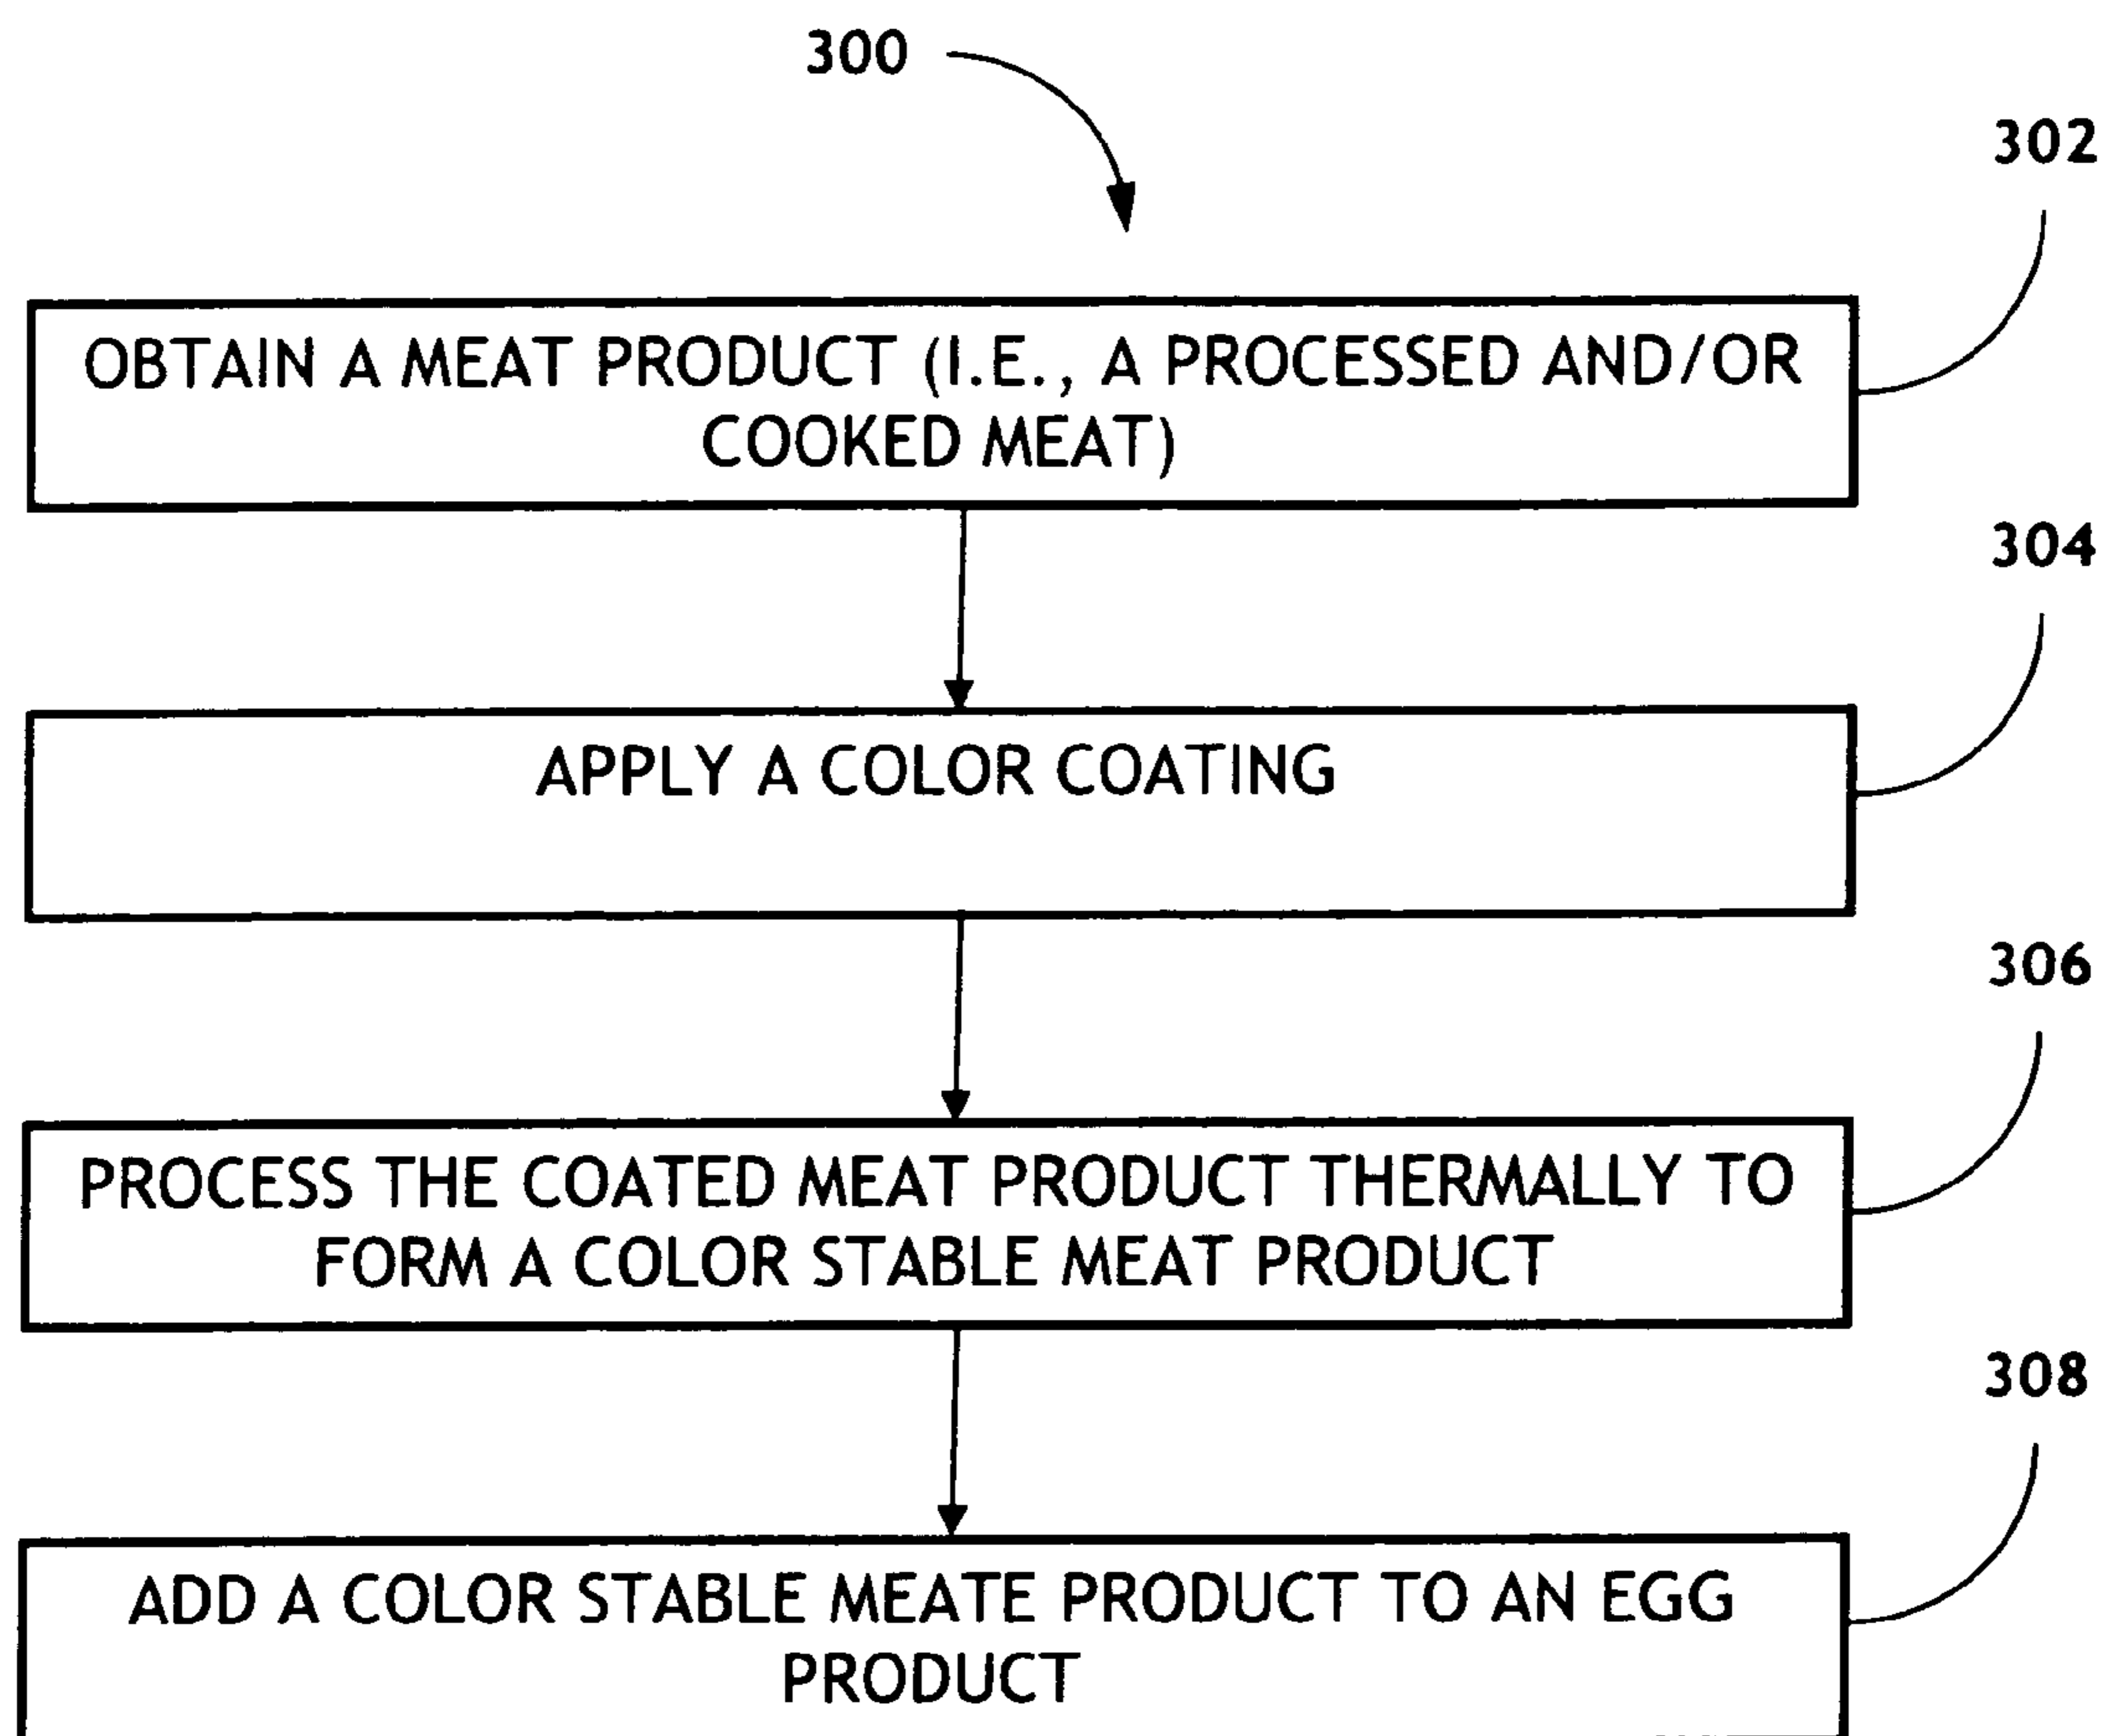 300
302
OBTAIN A MEAT PRODUCT (I.E., A PROCESSED AND/OR
COOKED MEAT)
304
APPLY A COLOR COATING
306
PROCESS THE COATED MEAT PRODUCT THERMALLY TO
FORM A COLOR STABLE MEAT PRODUCT
308
ADD A COLOR STABLE MEATE PRODUCT TO AN EGG
PRODUCT